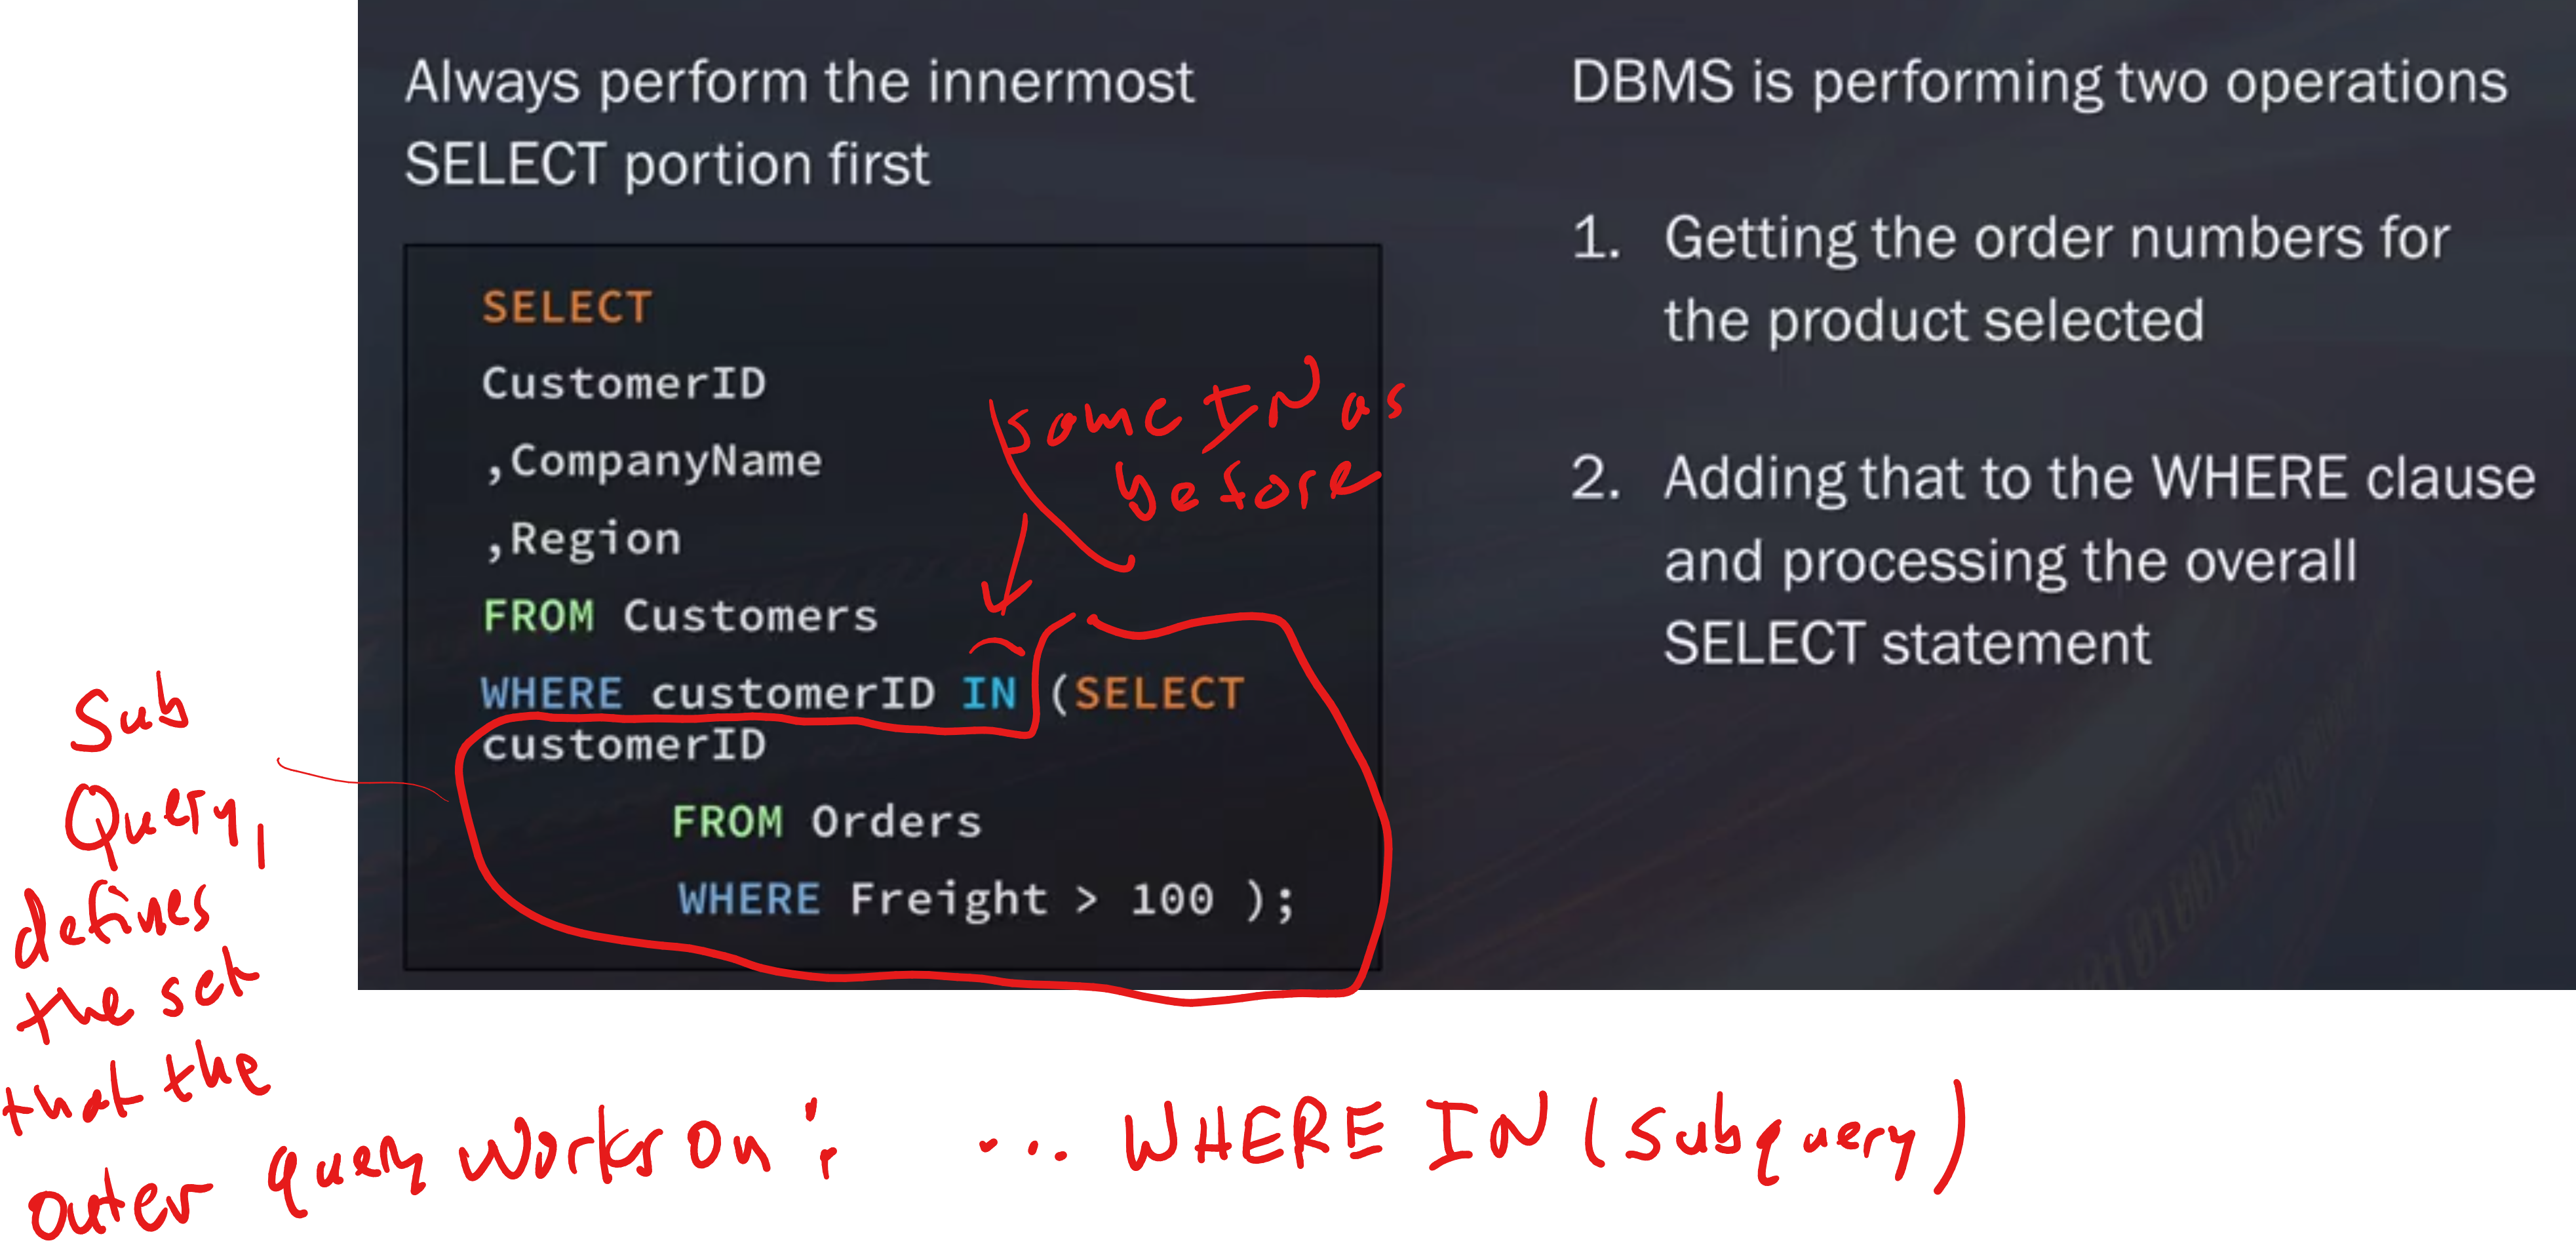 Always perform the innermost
SELECT portion first
SELECT
CustomerID
,CompanyName
,Region
FROM Customers
WHERE customerID IN (SELECT
customerID
FROM Orders
WHERE Freight > 100 );
same IN as
before
DBMS is performing two operations
1. Getting the order numbers for
the product selected
2. Adding that to the WHERE clause
and processing the overall
SELECT statement
Sub
Query,
defines
the set
that the
outer query works on : ... WHERE IN (subquery)